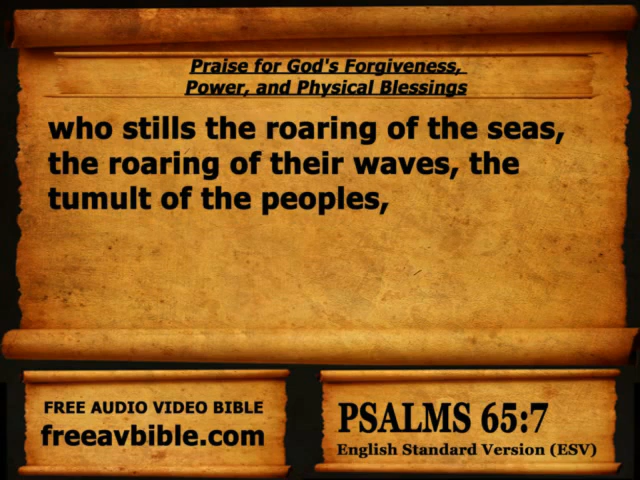 Praise for God's Forgiveness,
Power, and Physical Blessings
who stills the roaring of the seas,
the roaring of their waves, the
tumult of the peoples,
FREE AUDIO VIDEO BIBLE
freeavbible.com
PSALMS 65:7
English Standard Version (ESV)